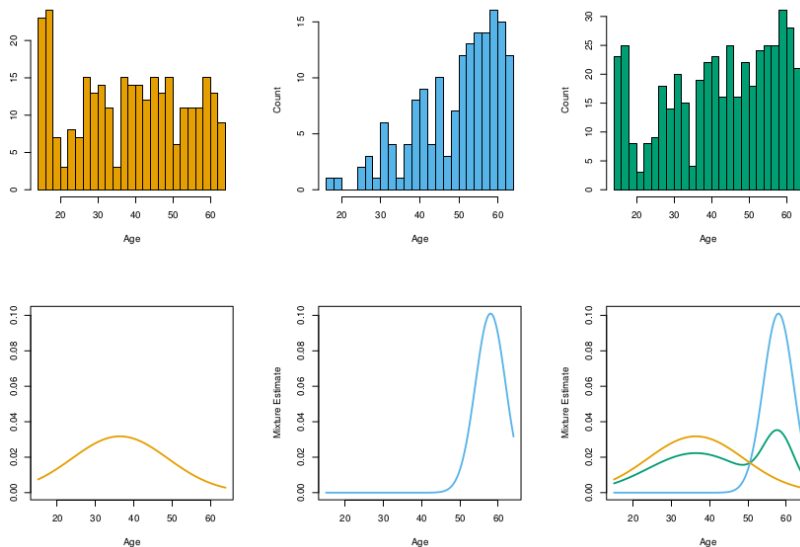 0 5 10 15 20
20 30 40 50 60
Age
Count
0 5 10 15
20 30 40 50 60
Age
Count
0 5 10 15 20 25 30
20 30 40 50 60
Age
0.00 0.02 0.04 0.06 0.08 0.10
20 30 40 50 60
Age
Mixture Estimate
0.00 0.02 0.04 0.06 0.08 0.10
20 30 40 50 60
Age
Mixture Estimate
0.00 0.02 0.04 0.06 0.08 0.10
20 30 40 50 60
Age